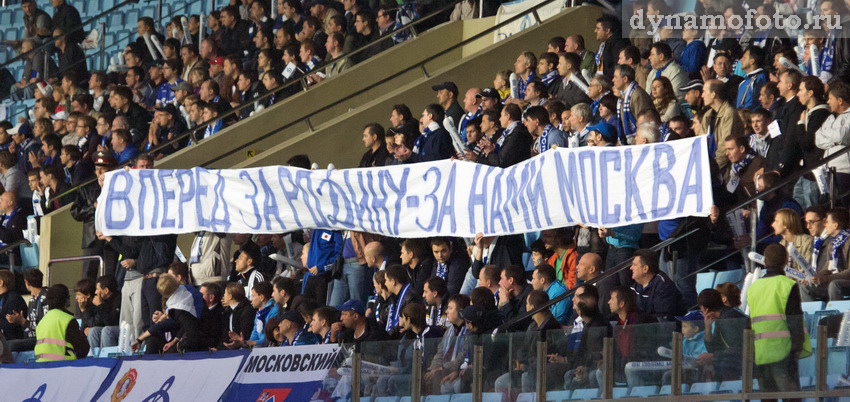 dynamofoto.ru
ВПЕРЕД ЗА РОДИНУ-ЗА НАМИ МОСКВА
МОСКОВСКИЙ